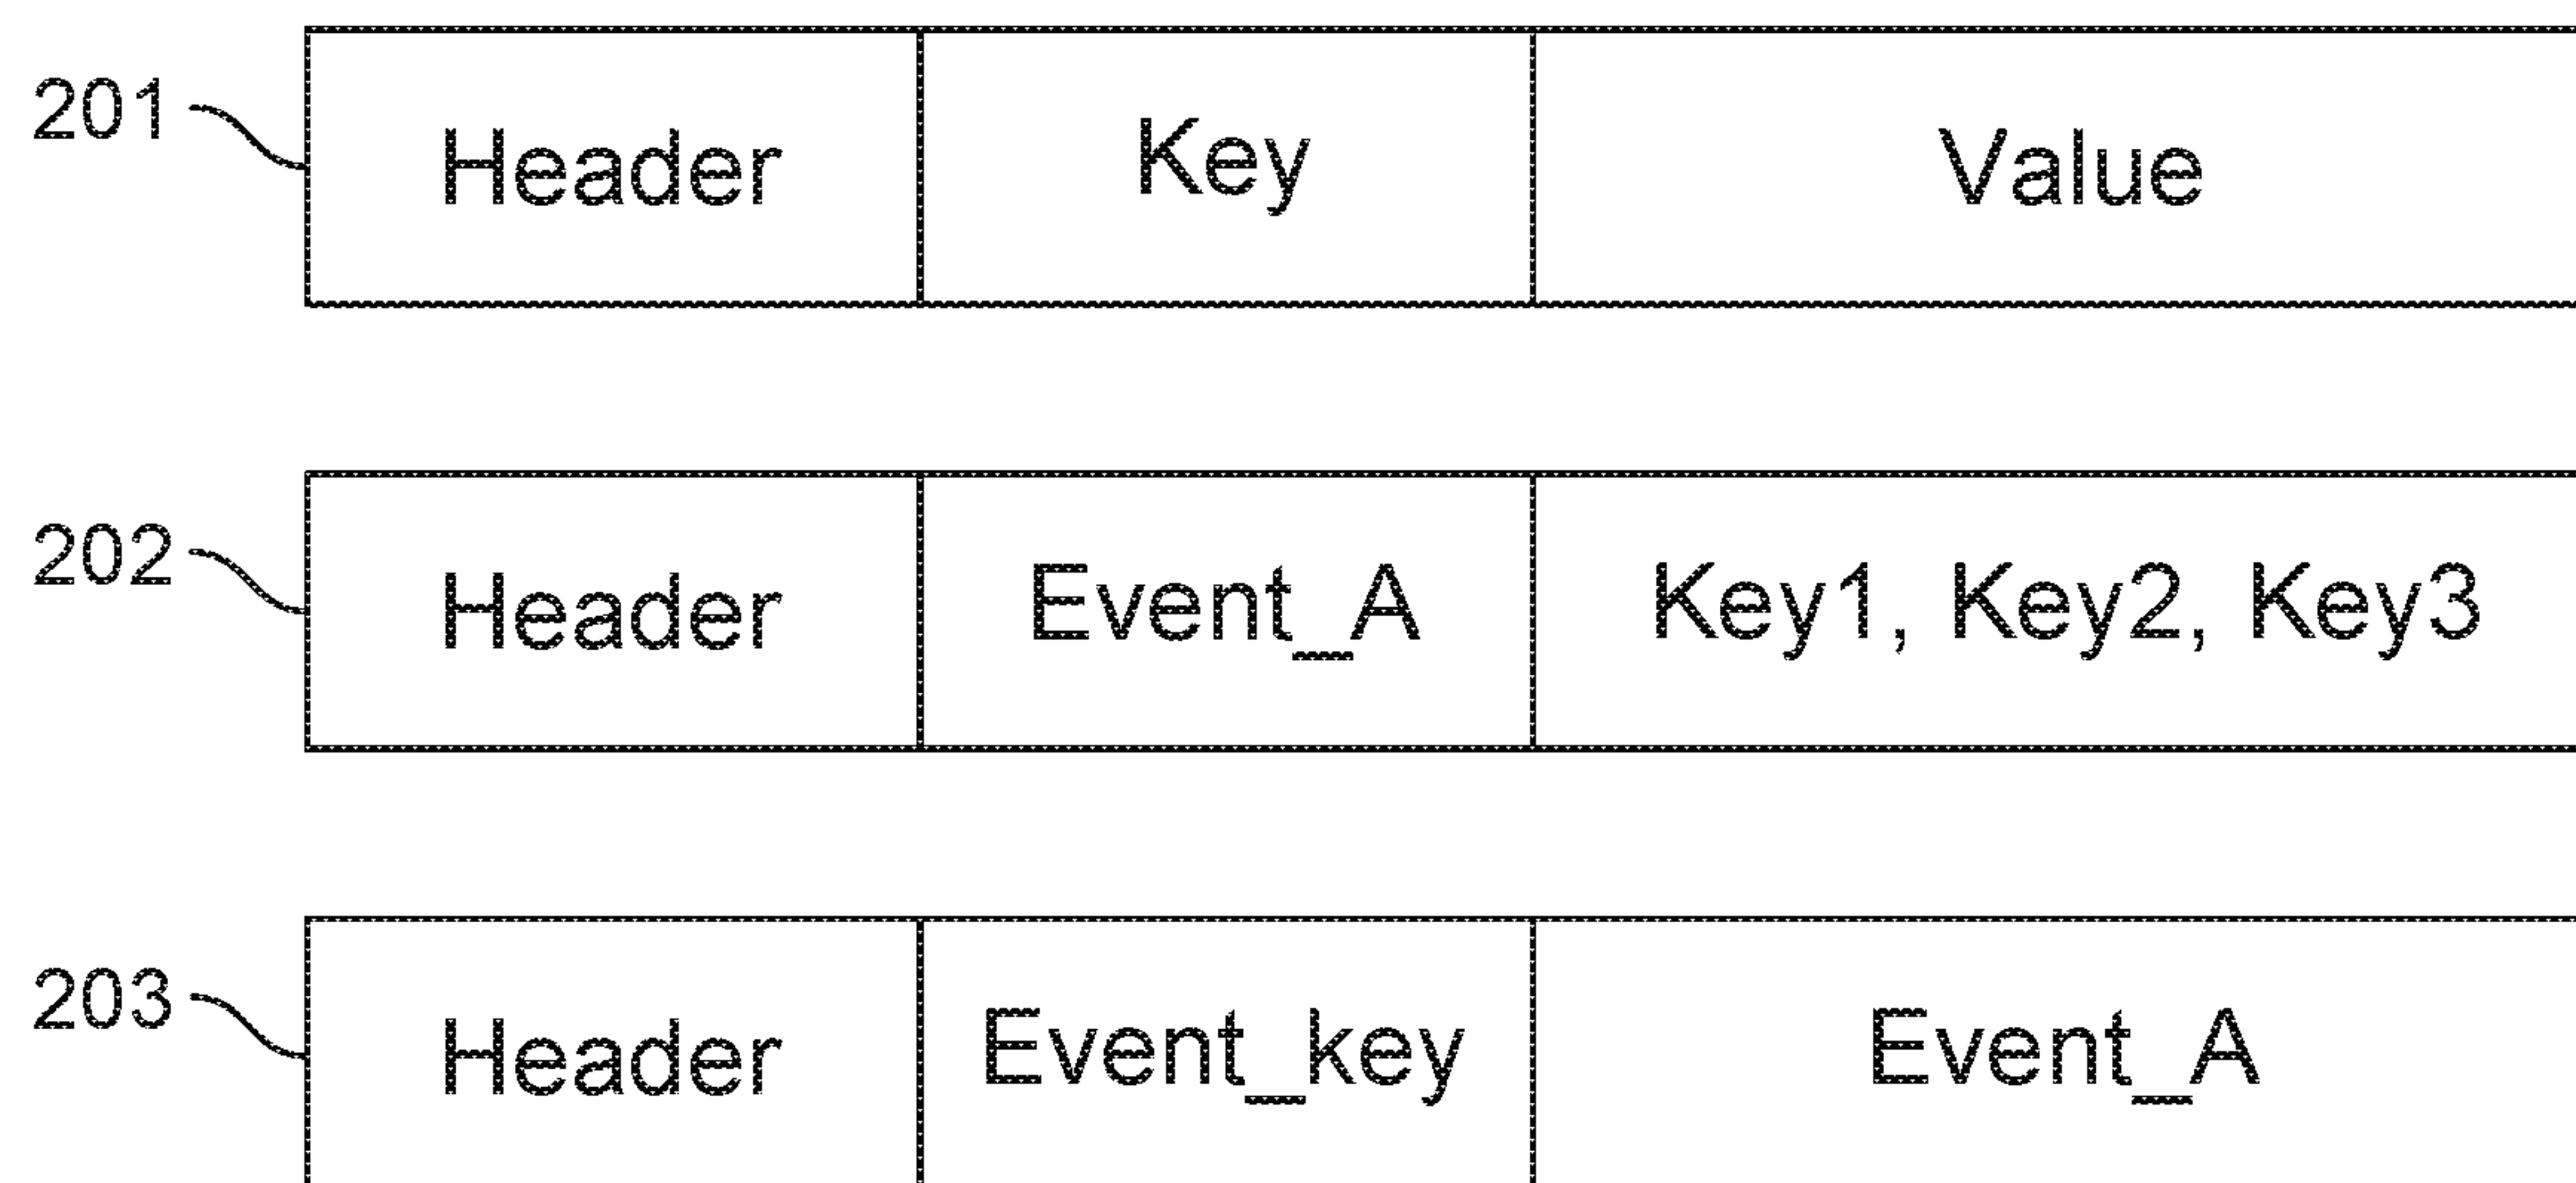 201 Header Key Value
202 Header Event_A Key1, Key2, Key3
203 Header Event_key Event_A